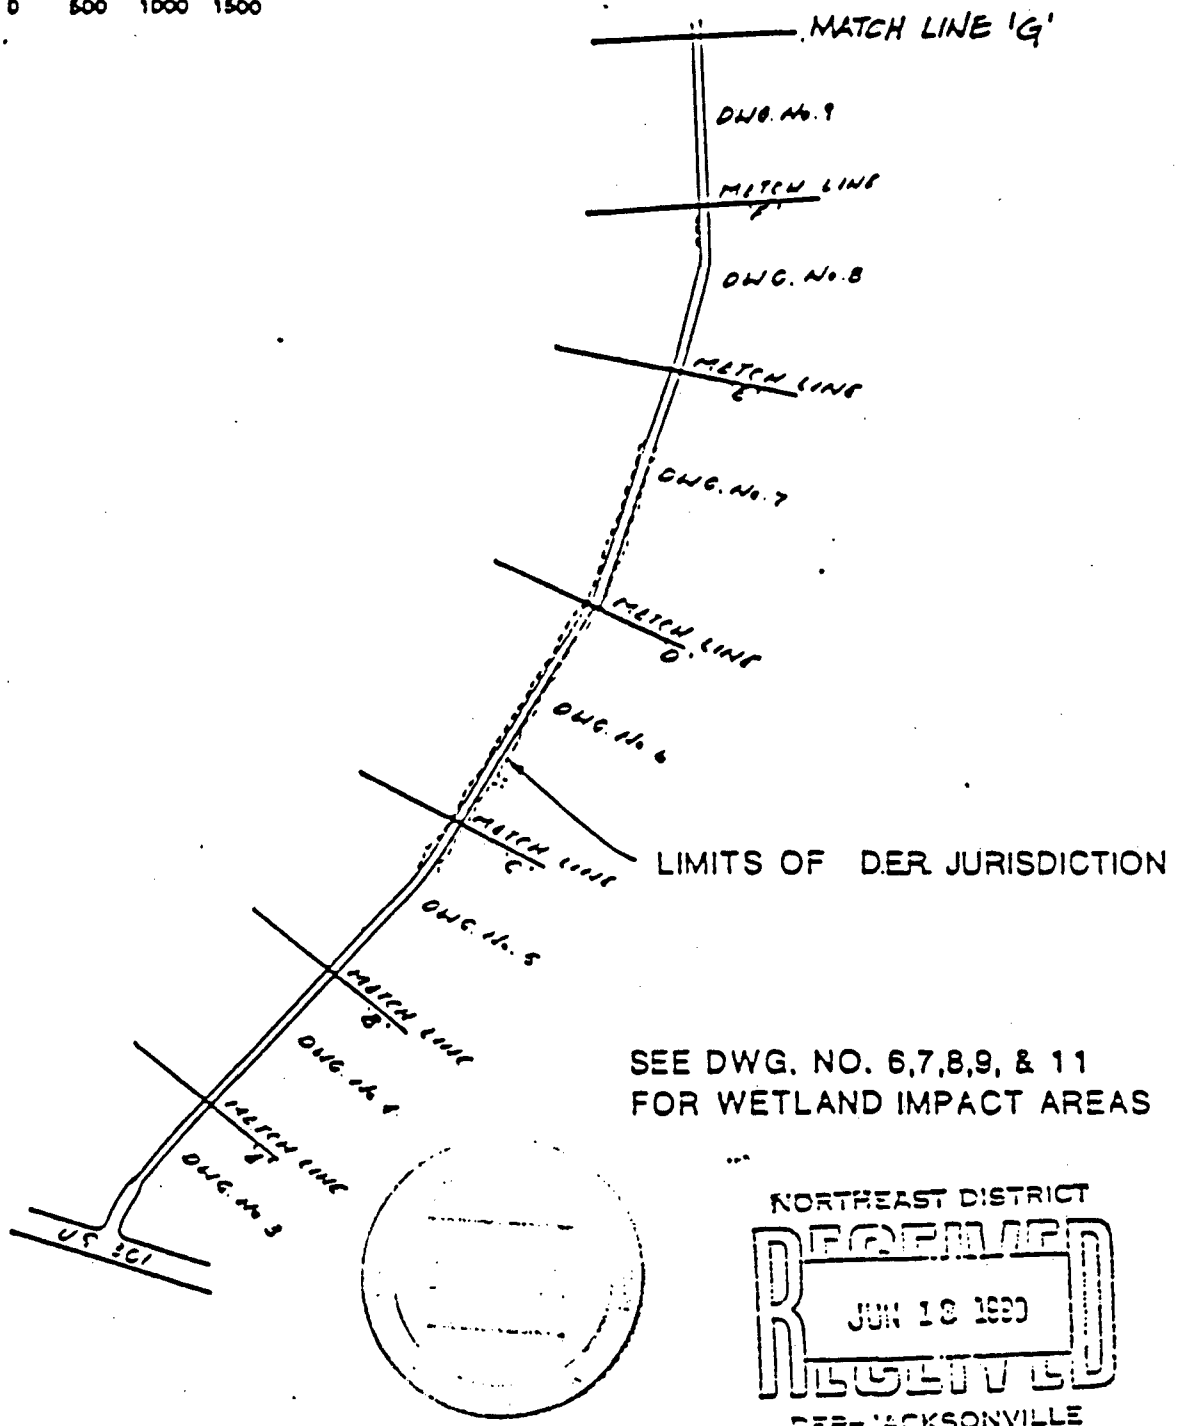 0 500 1000 1500
MATCH LINE 'G'
DWG. No. 9
MATCH LINE
'F'
DWG. No. 8
MATCH LINE
'E'
DWG. No. 7
MATCH LINE
'D'
DWG. No. 6
MATCH LINE
'C'
LIMITS OF D.E.R. JURISDICTION
DWG. No. 5
MATCH LINE
'B'
DWG. No. 4
SEE DWG. NO. 6,7,8,9, & 11
FOR WETLAND IMPACT AREAS
MATCH LINE
'A'
DWG. No 3
US 301
NORTHEAST DISTRICT
RECEIVED
JUN 18 1990
RECEIVED
DER-JACKSONVILLE